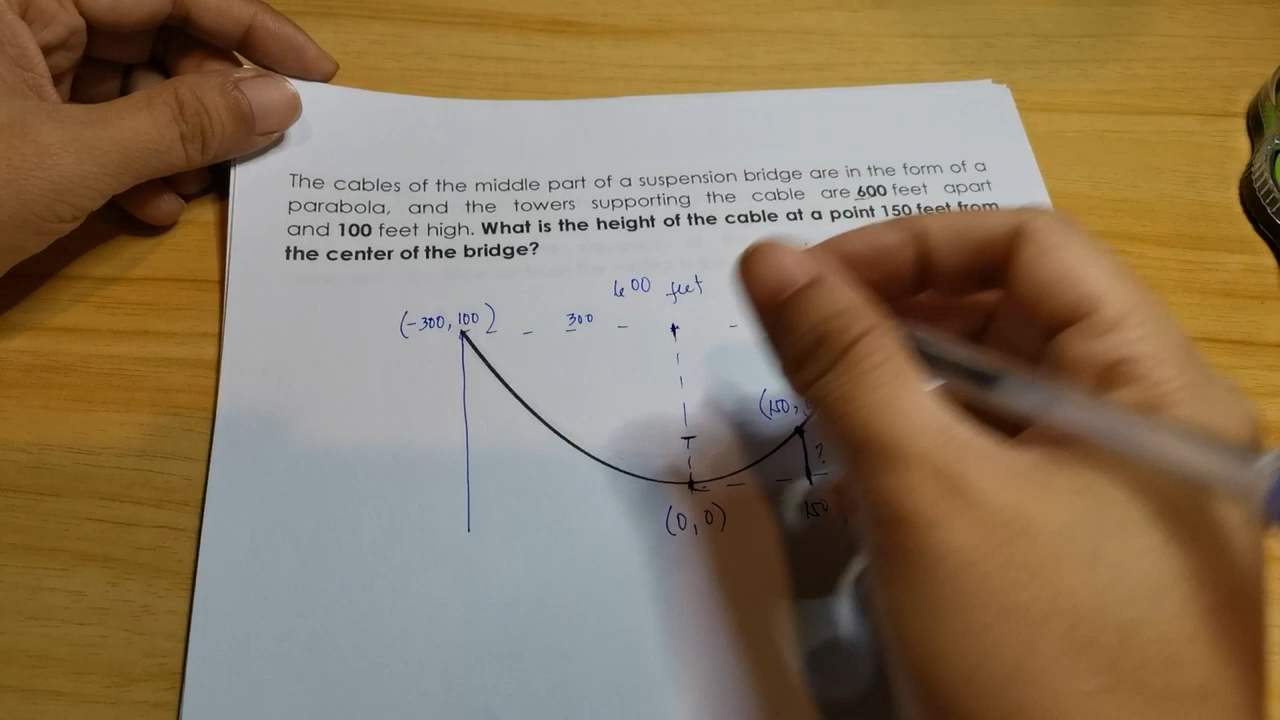 The cables of the middle part of a suspension bridge are in the form of a
parabola, and the towers supporting the cable are 600 feet apart
and 100 feet high. What is the height of the cable at a point 150 feet from
the center of the bridge?
600 feet
(-300, 100) 300
(150,
?
(0,0) 150